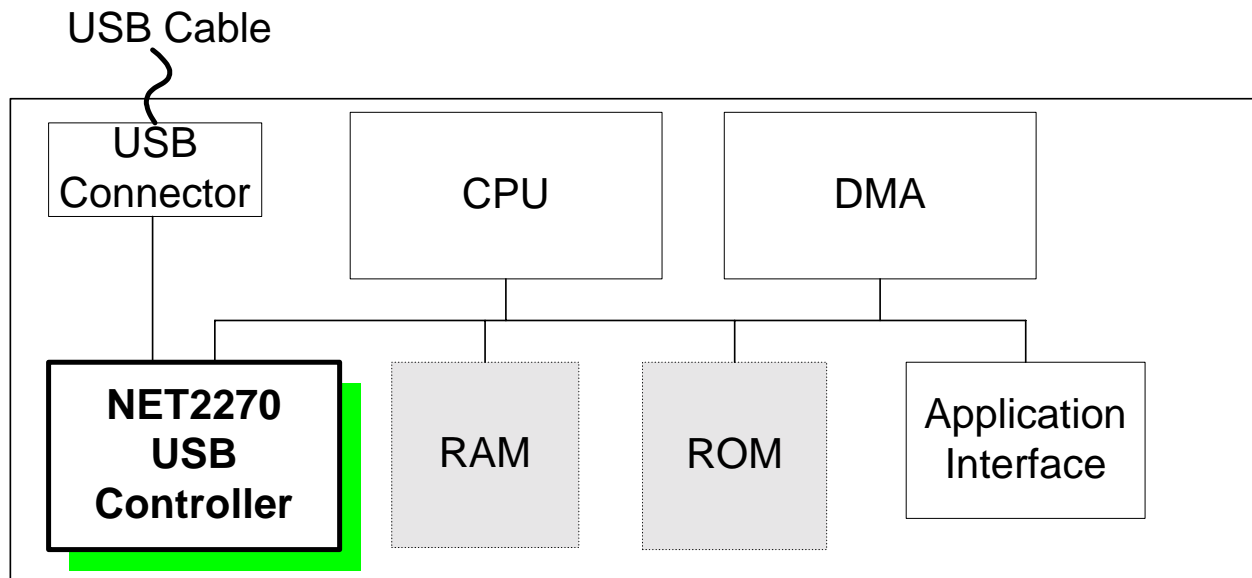 USB Cable
USB
Connector
CPU
DMA
NET2270
USB
Controller
RAM
ROM
Application
Interface